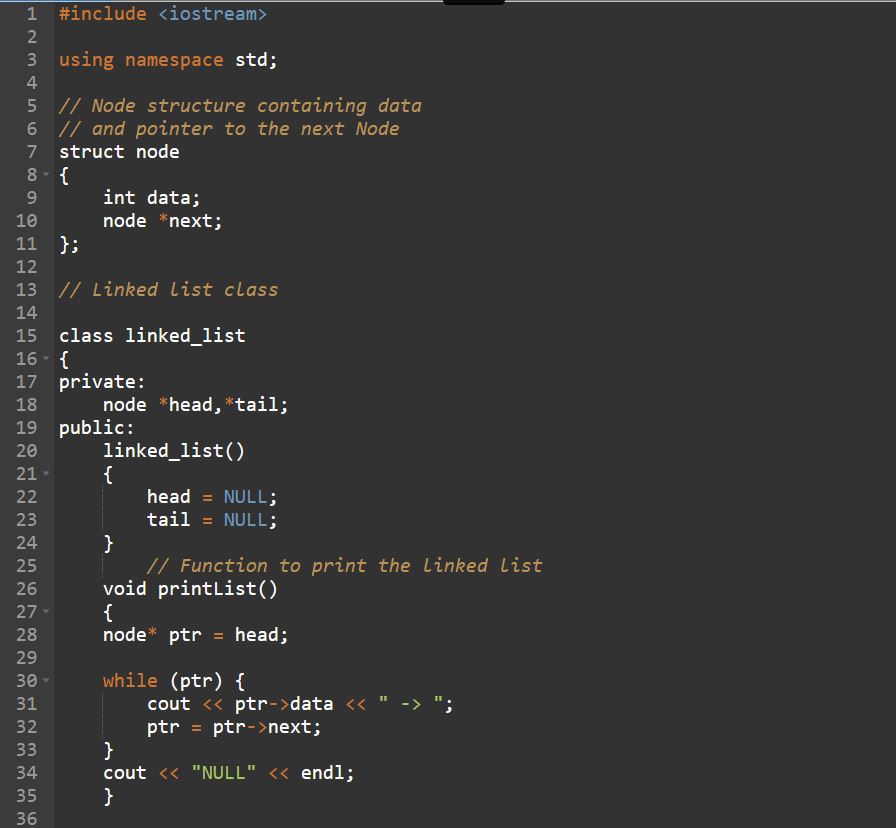 1 #include <iostream>
2
3 using namespace std;
4
5 // Node structure containing data
6 // and pointer to the next Node
7 struct node
8 {
9     int data;
10     node *next;
11 };
12
13 // Linked list class
14
15 class linked_list
16 {
17 private:
18     node *head,*tail;
19 public:
20     linked_list()
21     {
22         head = NULL;
23         tail = NULL;
24     }
25         // Function to print the linked list
26     void printList()
27     {
28     node* ptr = head;
29
30     while (ptr) {
31         cout << ptr->data << " -> ";
32         ptr = ptr->next;
33     }
34     cout << "NULL" << endl;
35     }
36